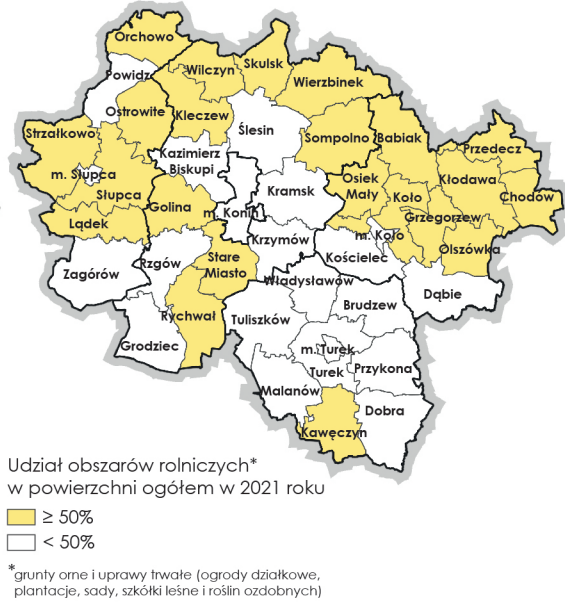 Orchowo
Powidz
Wilczyn
Skulsk
Wierzbinek
Ostrowite
Kleczew
Ślesin
Strzałkowo
Sompolno
Babiak
Przedecz
m. Słupca
Kazimierz
Biskupi
Słupca
Kramsk
Osiek
Mały
Koło
Kłodawa
Chodów
Lądek
Golina
m. Konin
Grzegorzew
m. Koło
Krzymów
Kościelec
Olszówka
Zagórów
Rzgów
Stare
Miasto
Władysławów
Dąbie
Brudzew
Rychwał
Tuliszków
Grodziec
m. Turek
Turek
Przykona
Malanów
Dobra
Kawęczyn
Udział obszarów rolniczych*
w powierzchni ogółem w 2021 roku
≥ 50%
< 50%
*grunty orne i uprawy trwałe (ogrody działkowe,
plantacje, sady, szkółki leśne i roślin ozdobnych)